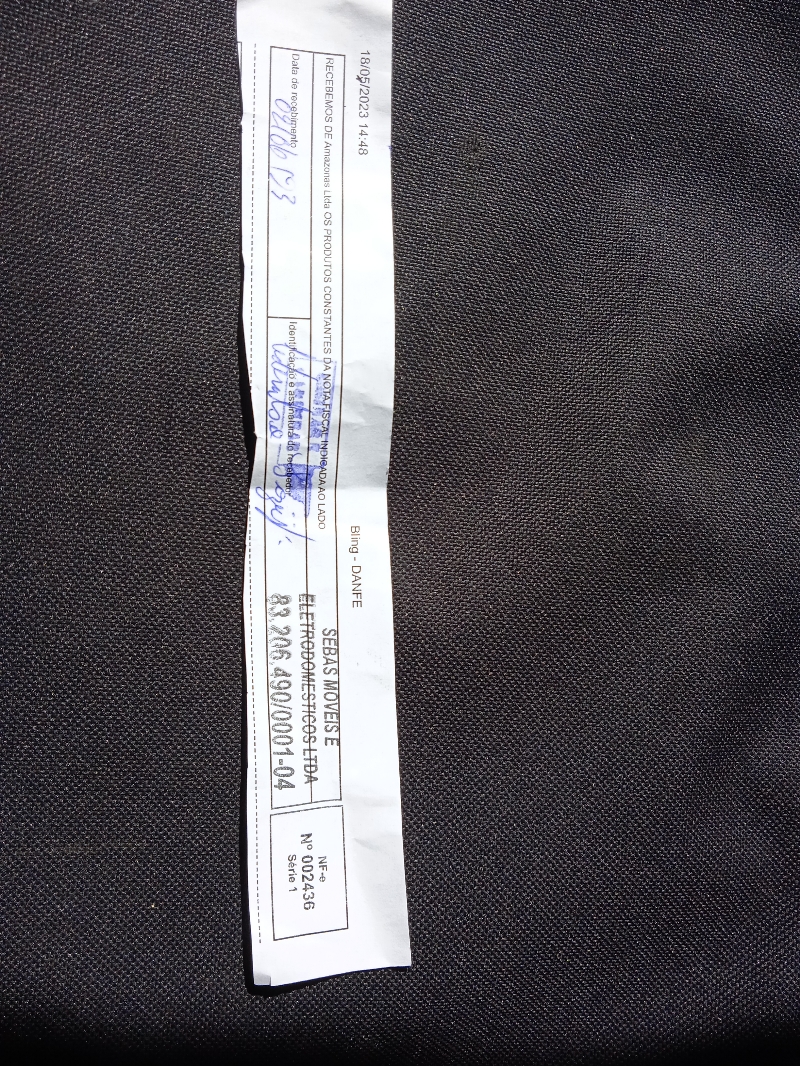 18/05/2023 14:48
Bling - DANFE
RECEBEMOS DE Amazonas Ltda OS PRODUTOS CONSTANTES DA NOTA FISCAL INDICADA AO LADO
Data de recebimento
Identificação e assinatura do recebedor
SEBAS MÓVEIS E
ELETRODOMESTICOS LTDA
83.206.490/0001-04
NF-e
Nº 002436
Série 1